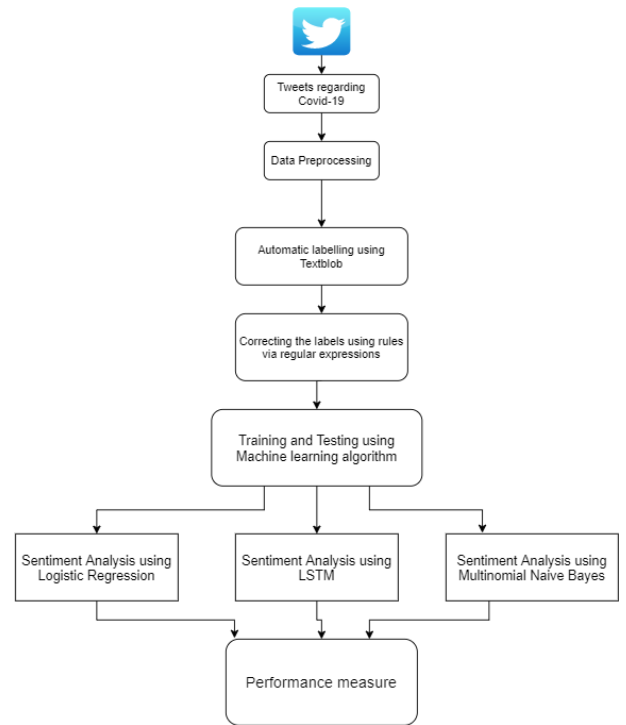 Tweets regarding
Covid-19
Data Preprocessing
Automatic labelling using
Textblob
Correcting the labels using rules
via regular expressions
Training and Testing using
Machine learning algorithm
Sentiment Analysis using
Logistic Regression
Sentiment Analysis using
LSTM
Sentiment Analysis using
Multinomial Naive Bayes
Performance measure